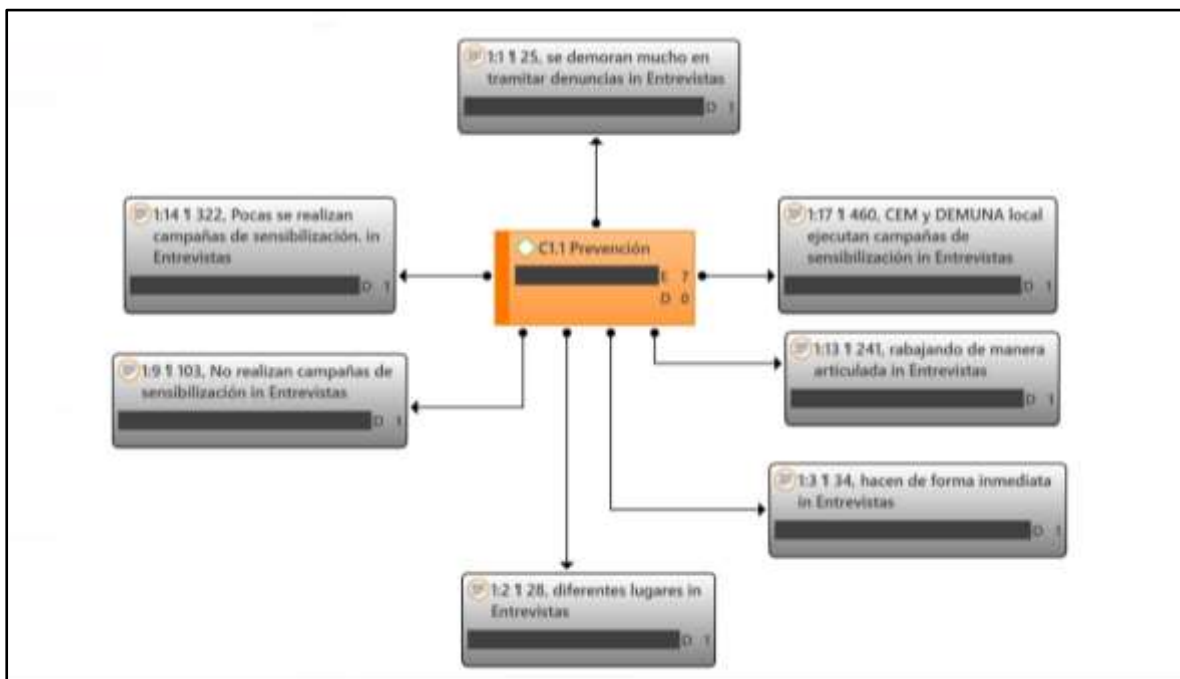 1:1 ¶ 25, se demoran mucho en
tramitar denuncias in Entrevistas
D 1
1:14 ¶ 322, Pocas se realizan
campañas de sensibilización. in
Entrevistas
D 1
C1.1 Prevención
E 7
D 0
1:17 ¶ 460, CEM y DEMUNA local
ejecutan campañas de
sensibilización in Entrevistas
D 1
1:9 ¶ 103, No realizan campañas de
sensibilización in Entrevistas
D 1
1:13 ¶ 241, rabajando de manera
articulada in Entrevistas
D 1
1:3 ¶ 34, hacen de forma inmediata
in Entrevistas
D 1
1:2 ¶ 28, diferentes lugares in
Entrevistas
D 1